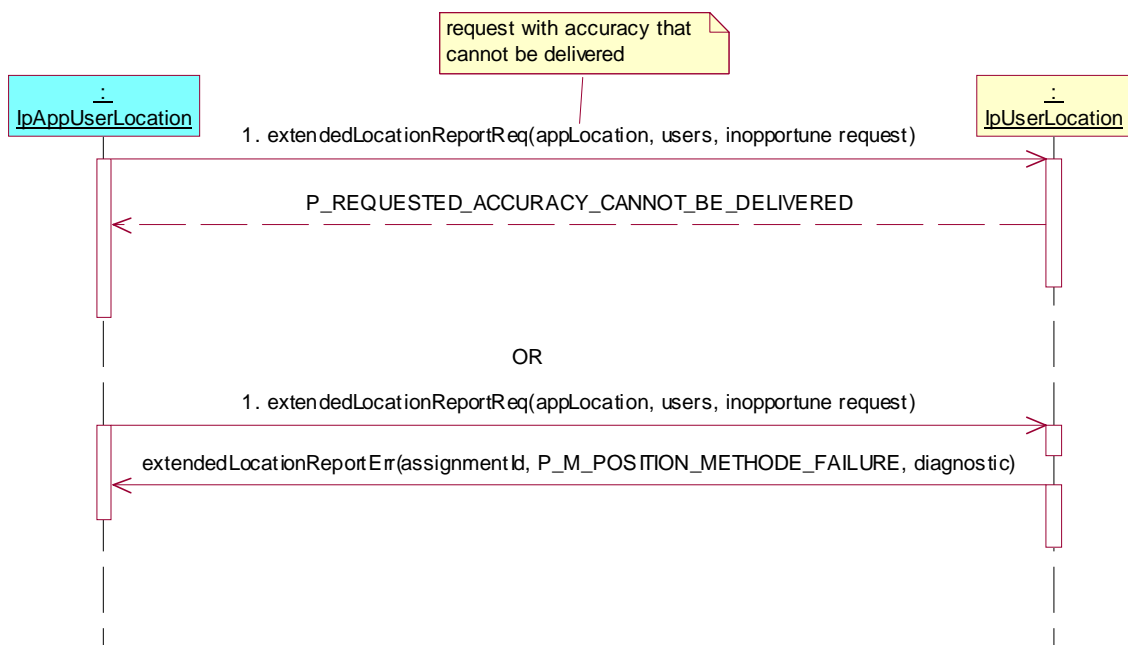 request with accuracy that
cannot be delivered
:
IpAppUserLocation
:
IpUserLocation
1. extendedLocationReportReq(appLocation, users, inopportune request)
P_REQUESTED_ACCURACY_CANNOT_BE_DELIVERED
OR
1. extendedLocationReportReq(appLocation, users, inopportune request)
extendedLocationReportErr(assignmentId, P_M_POSITION_METHODE_FAILURE, diagnostic)